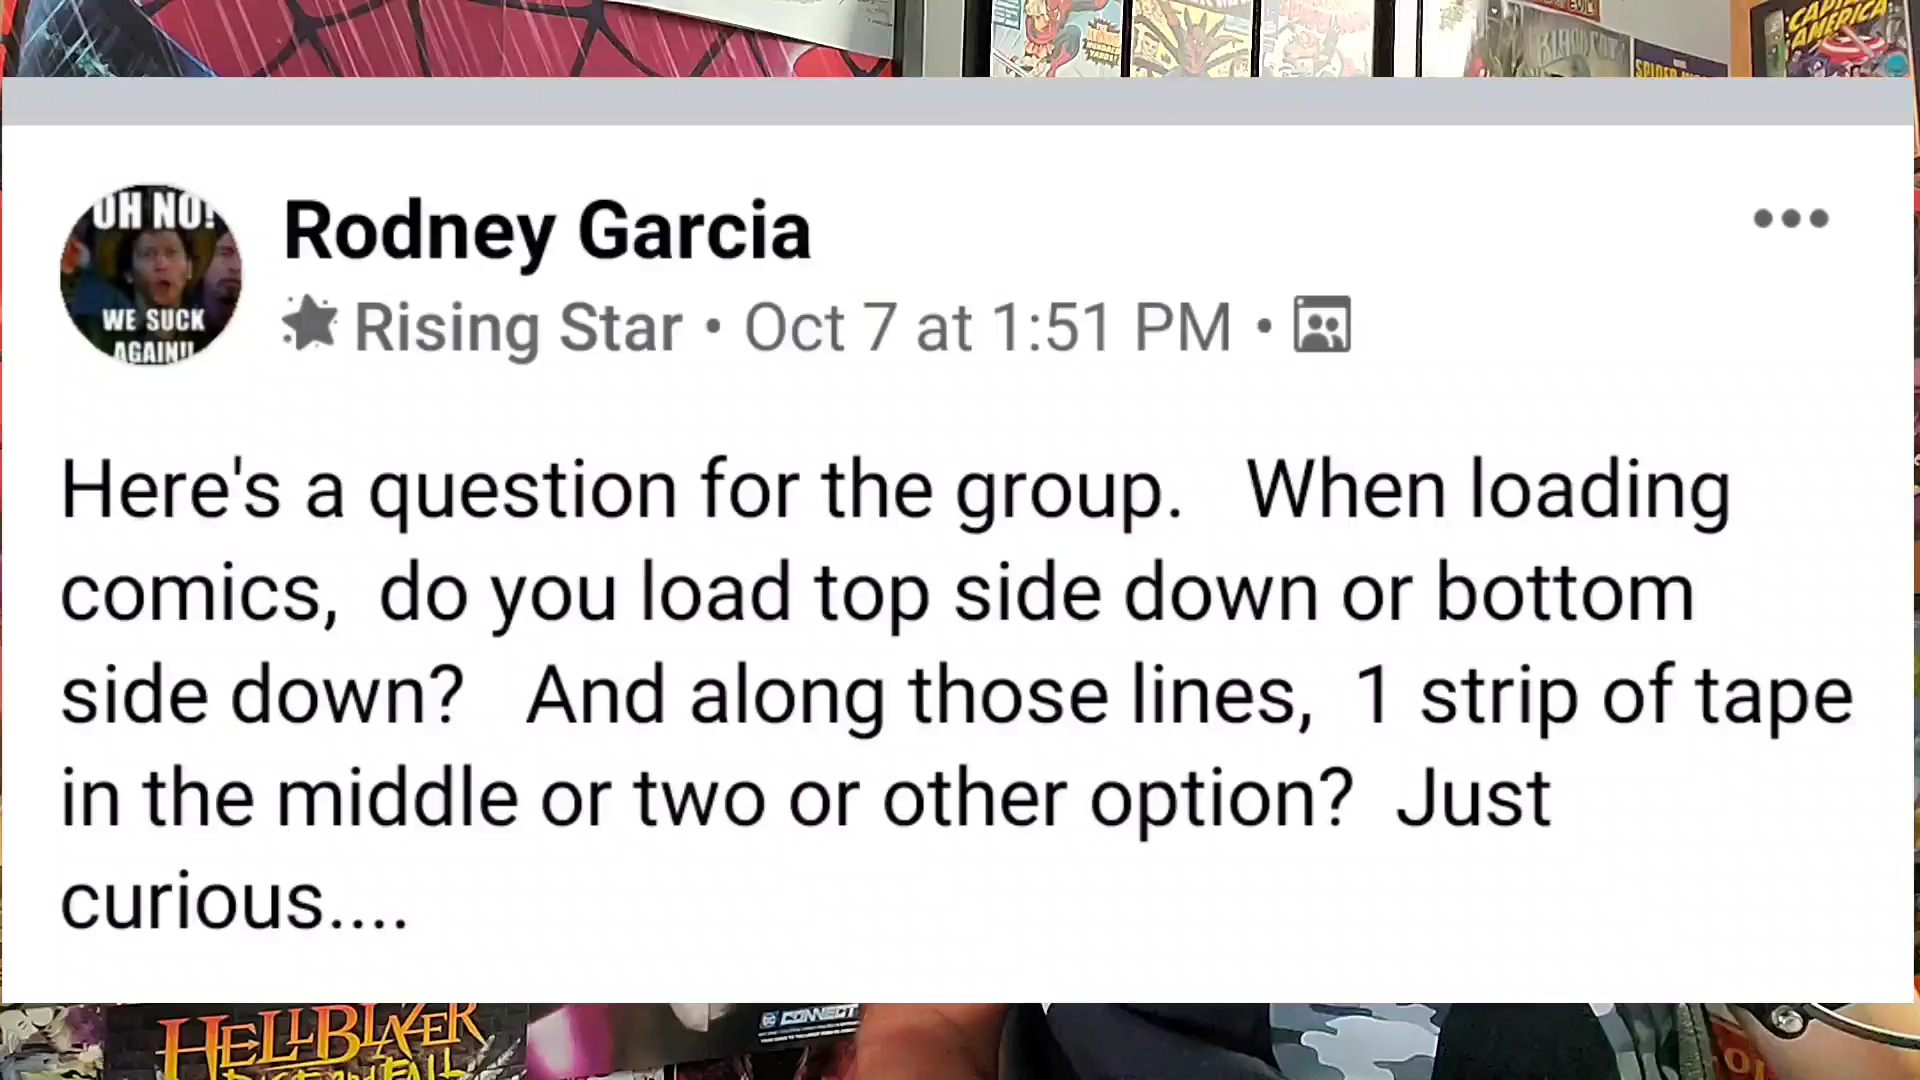 CAPTAIN
AMERICA
OH NO!
WE SUCK
AGAIN!!
Rodney Garcia
Rising Star • Oct 7 at 1:51 PM •
Here's a question for the group. When loading
comics, do you load top side down or bottom
side down? And along those lines, 1 strip of tape
in the middle or two or other option? Just
curious....
HELLBLAZER
DC CONNECT